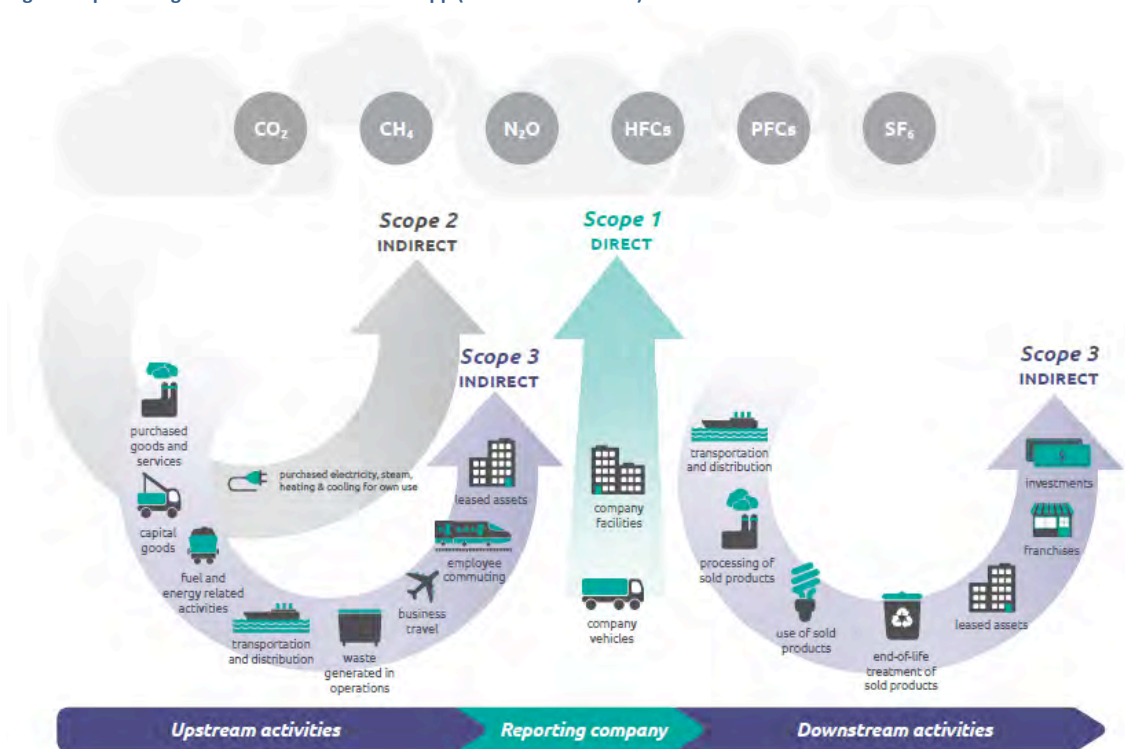 CO₂
CH₄
N₂O
HFCs
PFCs
SF₆
Scope 2
INDIRECT
Scope 1
DIRECT
Scope 3
INDIRECT
Scope 3
INDIRECT
purchased
goods and
services
capital
goods
fuel and
energy related
activities
purchased electricity, steam,
heating & cooling for own use
transportation
and distribution
waste
generated in
operations
business
travel
employee
commuting
leased assets
company
facilities
company
vehicles
transportation
and distribution
processing of
sold products
use of sold
products
end-of-life
treatment of
sold products
leased assets
franchises
investments
Upstream activities
Reporting company
Downstream activities